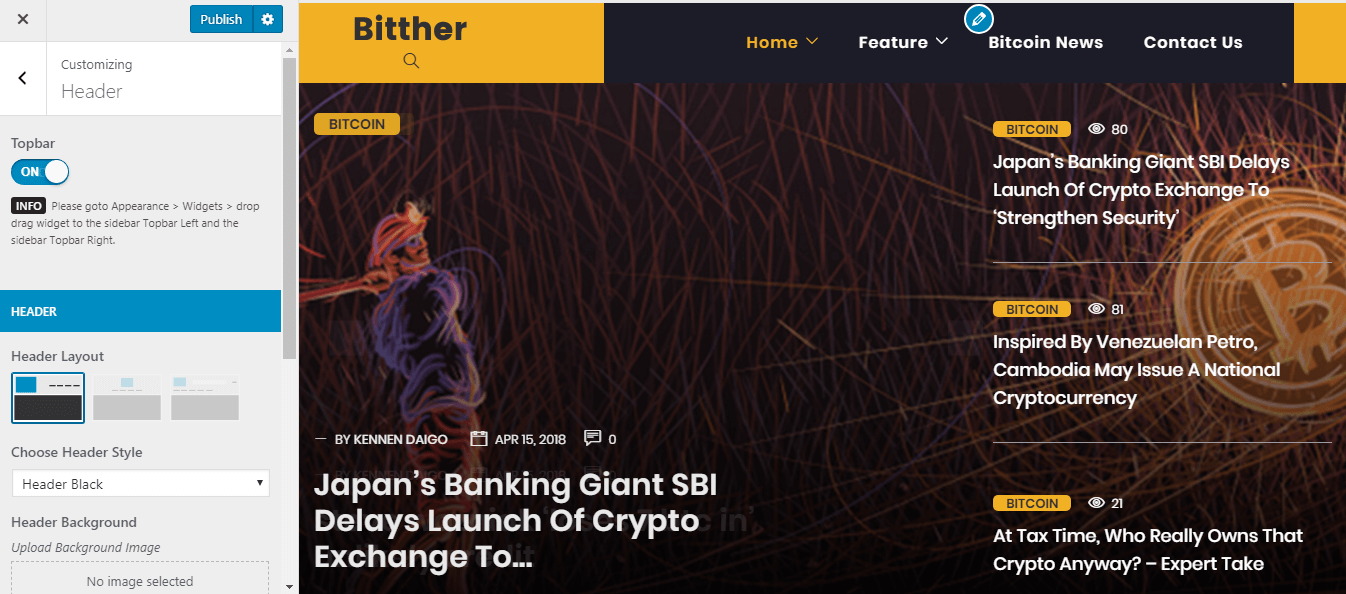 Publish
Customizing
Header
Topbar
ON
INFO Please goto Appearance > Widgets > drop
drag widget to the sidebar Topbar Left and the
sidebar Topbar Right.
HEADER
Header Layout
Choose Header Style
Header Black
Header Background
Upload Background Image
No image selected
Bitther
Home
Feature
Bitcoin News
Contact Us
BITCOIN
BY KENNEN DAIGO APR 15, 2018 0
Japan's Banking Giant SBI
Delays Launch Of Crypto
Exchange To...
BITCOIN 80
Japan's Banking Giant SBI Delays
Launch Of Crypto Exchange To
'Strengthen Security'
BITCOIN 81
Inspired By Venezuelan Petro,
Cambodia May Issue A National
Cryptocurrency
BITCOIN 21
At Tax Time, Who Really Owns That
Crypto Anyway? – Expert Take